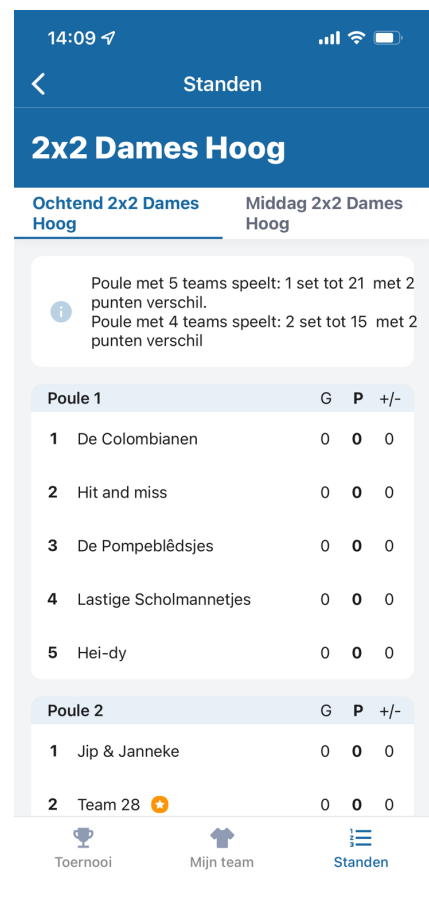 14:09
Standen
2x2 Dames Hoog
Ochtend 2x2 Dames
Hoog
Middag 2x2 Dames
Hoog
Poule met 5 teams speelt: 1 set tot 21 met 2
punten verschil.
Poule met 4 teams speelt: 2 set tot 15 met 2
punten verschil
Poule 1 G P +/-
1 De Colombianen 0 0 0
2 Hit and miss 0 0 0
3 De Pompeblêdsjes 0 0 0
4 Lastige Scholmannetjes 0 0 0
5 Hei-dy 0 0 0
Poule 2 G P +/-
1 Jip & Janneke 0 0 0
2 Team 28 0 0 0
Toernooi Mijn team Standen